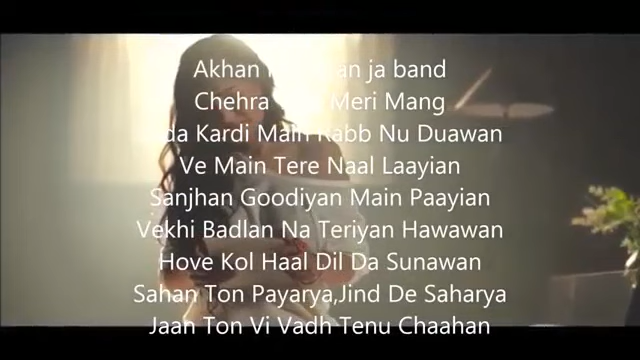 Akhan ja band
Chehra Meri Mang
Kardi Main Rabb Nu Duawan
Ve Main Tere Naal Laayian
Sanjhan Goodiyan Main Paayian
Vekhi Badlan Na Teriyan Hawawan
Hove Kol Haal Dil Da Sunawan
Sahan Ton Payarya,Jind De Saharya
Jaan Ton Vi Vadh Tenu Chaahan